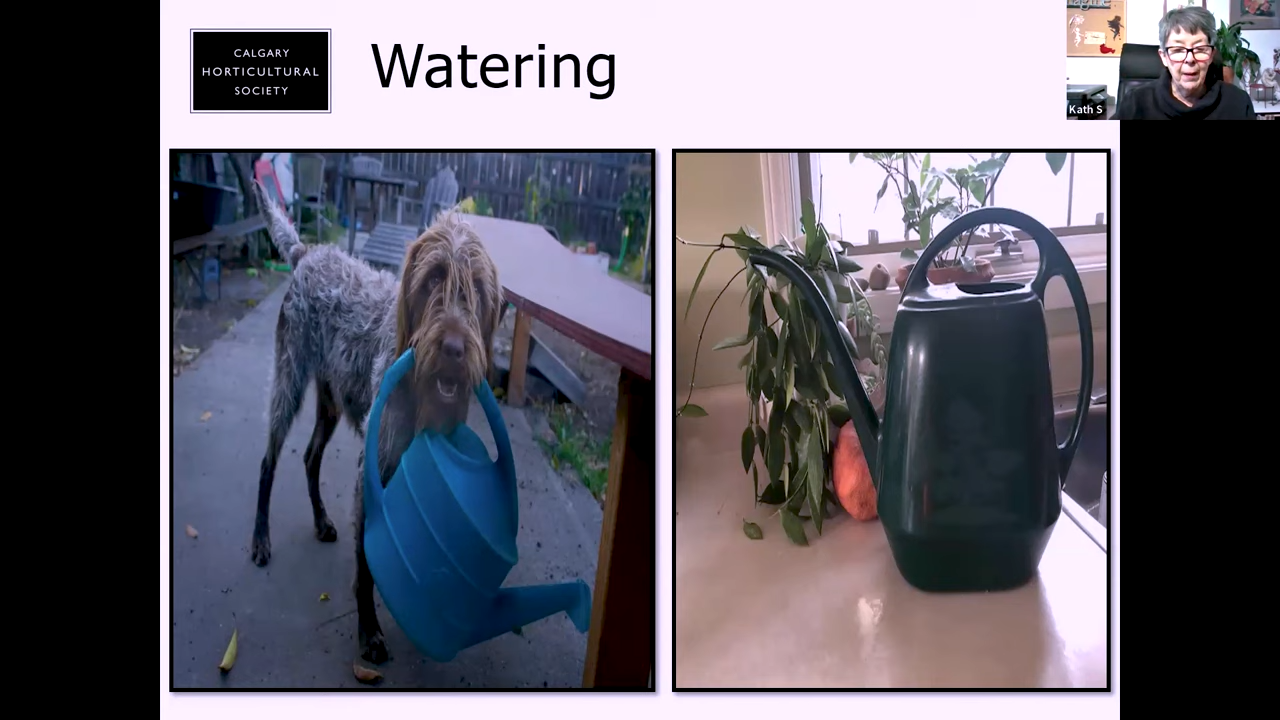 CALGARY
HORTICULTURAL
SOCIETY
Watering
Kath S